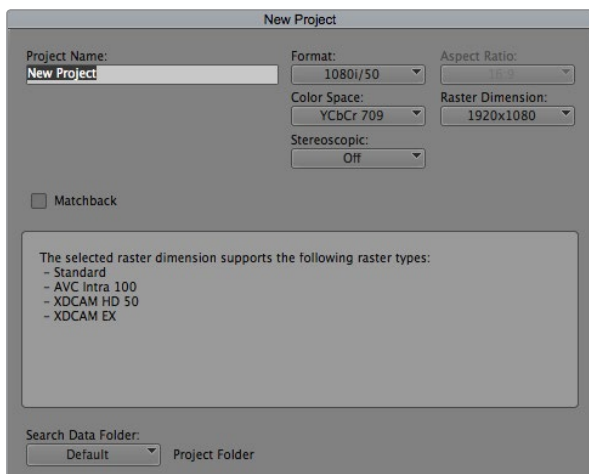 New Project
Project Name:
New Project
Format:
1080i/50
Aspect Ratio:
16:9
Color Space:
YCbCr 709
Raster Dimension:
1920x1080
Stereoscopic:
Off
Matchback
The selected raster dimension supports the following raster types:
– Standard
– AVC Intra 100
– XDCAM HD 50
– XDCAM EX
Search Data Folder:
Default
Project Folder